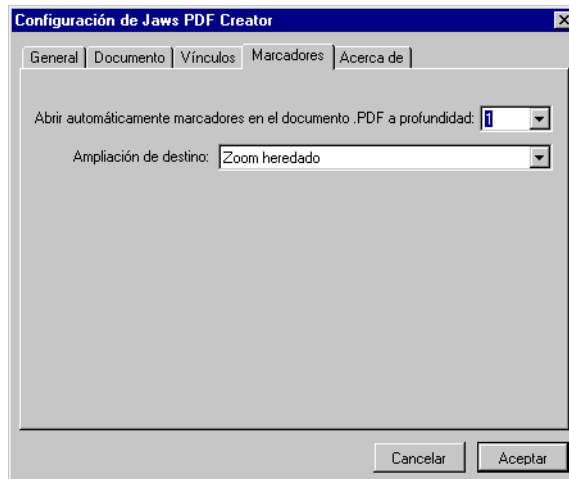 Configuración de Jaws PDF Creator
General Documento Vínculos Marcadores Acerca de
Abrir automáticamente marcadores en el documento .PDF a profundidad: 1
Ampliación de destino: Zoom heredado
Cancelar Aceptar